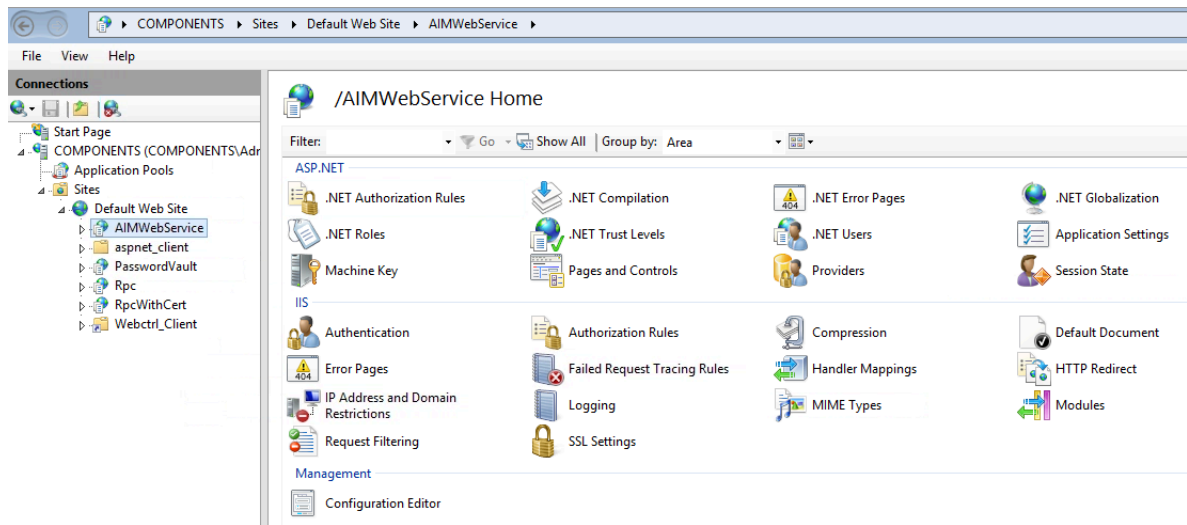 COMPONENTS Sites Default Web Site AIMWebService
File View Help
Connections
Start Page
COMPONENTS (COMPONENTS\Adr
Application Pools
Sites
Default Web Site
AIMWebService
aspnet_client
PasswordVault
Rpc
RpcWithCert
Webctrl_Client
/AIMWebService Home
Filter: Go Show All Group by: Area
ASP.NET
.NET Authorization Rules .NET Compilation .NET Error Pages .NET Globalization
404
.NET Roles .NET Trust Levels .NET Users Application Settings
Machine Key Pages and Controls Providers Session State
IIS
Authentication Authorization Rules Compression Default Document
Error Pages Failed Request Tracing Rules Handler Mappings HTTP Redirect
404
IP Address and Domain
Restrictions
Logging MIME Types Modules
Request Filtering SSL Settings
Management
Configuration Editor